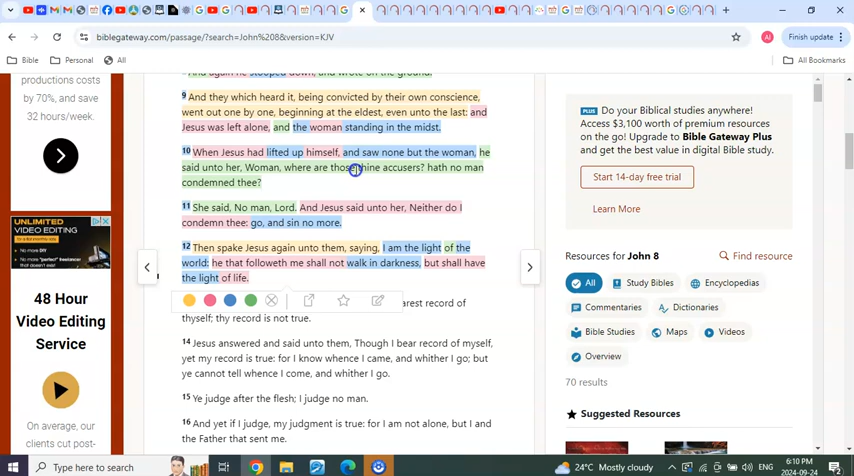 Finish update
biblegateway.com/passage/?search=John%208&version=KJV
AI
Bible
Personal
All
All Bookmarks
productions costs
by 70%, and save
32 hours/week.
UNLIMITED
VIDEO EDITING
48 Hour
Video Editing
Service
On average, our
clients cut post-
And again he stooped down, and wrote on the ground.
9 And they which heard it, being convicted by their own conscience,
went out one by one, beginning at the eldest, even unto the last: and
Jesus was left alone, and the woman standing in the midst.
10 When Jesus had lifted up himself, and saw none but the woman, he
said unto her, Woman, where are those thine accusers? hath no man
condemned thee?
11 She said, No man, Lord. And Jesus said unto her, Neither do I
condemn thee: go, and sin no more.
12 Then spake Jesus again unto them, saying, I am the light of the
world: he that followeth me shall not walk in darkness, but shall have
the light of life.
earest record of
thyself; thy record is not true.
14 Jesus answered and said unto them, Though I bear record of myself,
yet my record is true: for I know whence I came, and whither I go; but
ye cannot tell whence I come, and whither I go.
15 Ye judge after the flesh; I judge no man.
16 And yet if I judge, my judgment is true: for I am not alone, but I and
the Father that sent me.
PLUS Do your Biblical studies anywhere!
Access $3,100 worth of premium resources
on the go! Upgrade to Bible Gateway Plus
and get the best value in digital Bible study.
Start 14-day free trial
Learn More
Resources for John 8
Find resource
All
Study Bibles
Encyclopedias
Commentaries
Dictionaries
Bible Studies
Maps
Videos
Overview
70 results
Suggested Resources
Type here to search
24°C Mostly cloudy
ENG
6:10 PM
2024-09-24